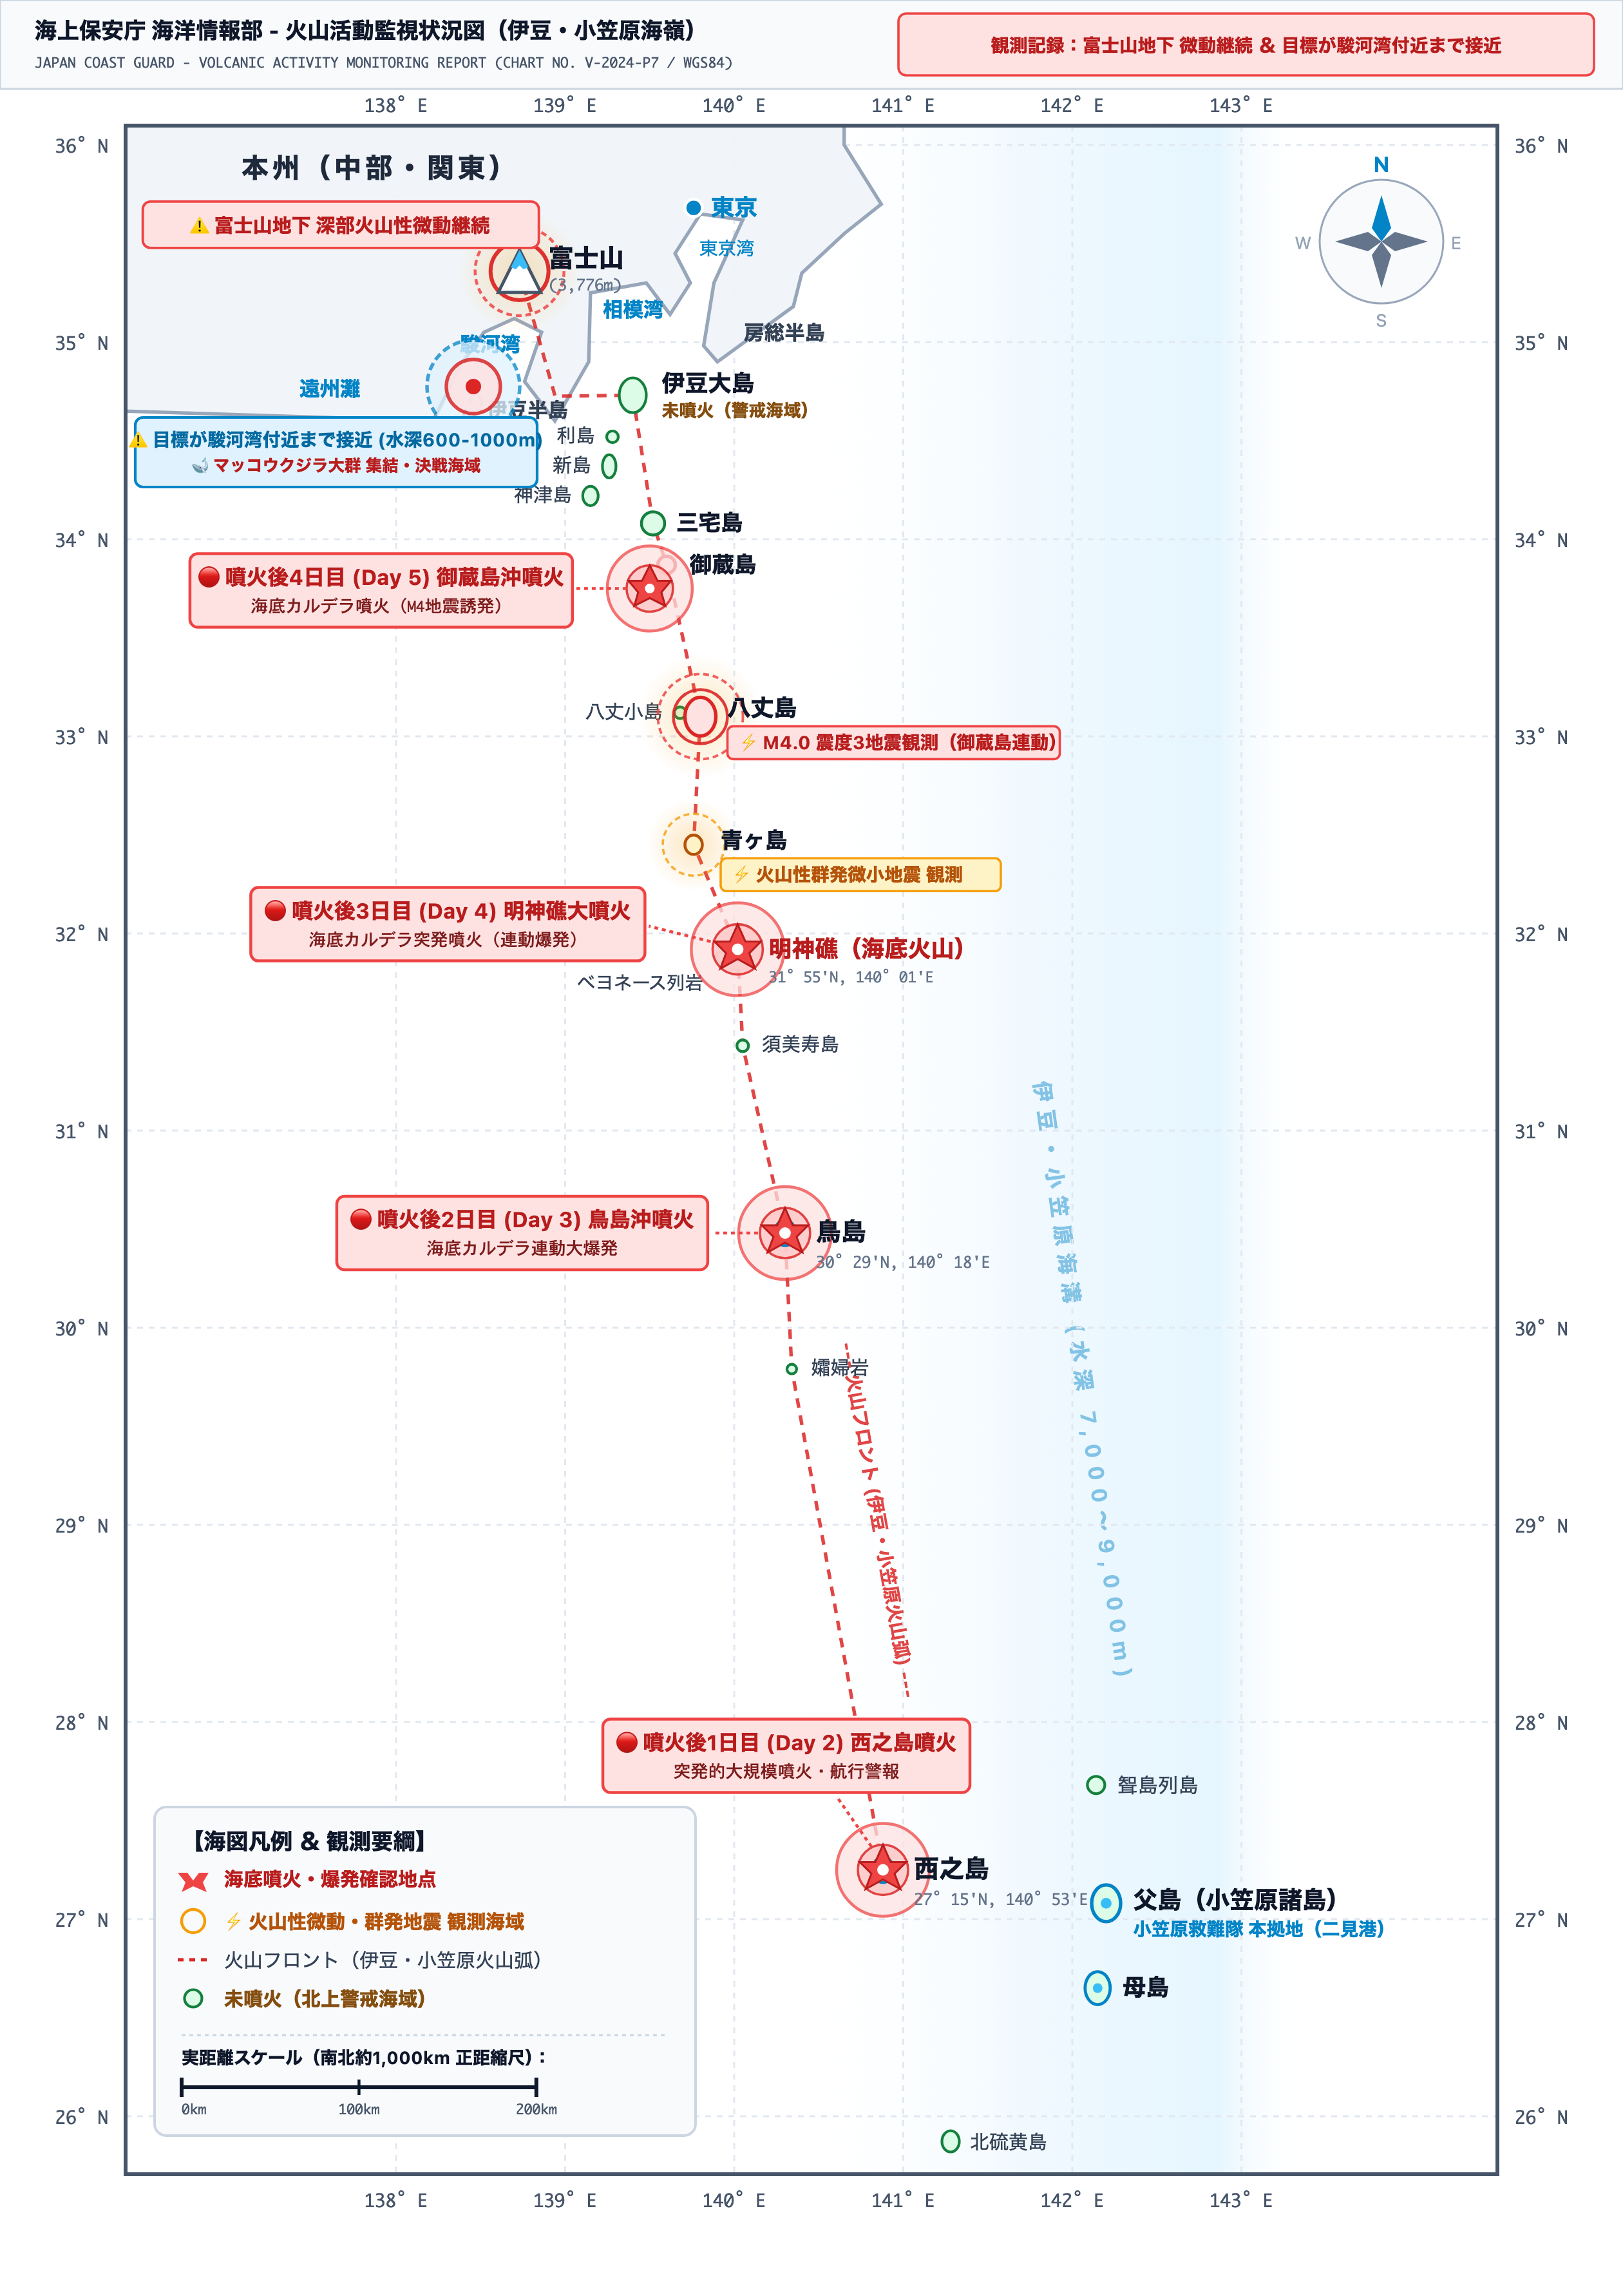 海上保安庁 海洋情報部 - 火山活動監視状況図（伊豆・小笠原海嶺）
JAPAN COAST GUARD - VOLCANIC ACTIVITY MONITORING REPORT (CHART NO. V-2024-P7 / WGS84)
観測記録：富士山地下 微動継続 & 目標が駿河湾付近まで接近
138° E 139° E 140° E 141° E 142° E 143° E
36° N
36° N
本州（中部・関東）
N
W
E
S
東京
⚠️ 富士山地下 深部火山性微動継続
東京湾
富士山
(3,776m)
相模湾
房総半島
35° N
35° N
駿河湾
遠州灘
伊豆大島
未噴火（警戒海域）
伊豆半島
⚠️ 目標が駿河湾付近まで接近 (水深600-1000m)
🐋 マッコウクジラ大群 集結・決戦海域
利島
新島
神津島
三宅島
34° N
34° N
御蔵島
🔴 噴火後4日目 (Day 5) 御蔵島沖噴火
海底カルデラ噴火（M4地震誘発）
八丈小島
八丈島
33° N
33° N
⚡ M4.0 震度3地震観測（御蔵島連動）
青ヶ島
⚡ 火山性群発微小地震 観測
🔴 噴火後3日目 (Day 4) 明神礁大噴火
海底カルデラ突発噴火（連動爆発）
32° N
32° N
明神礁（海底火山）
31° 55'N, 140° 01'E
ベヨネース列岩
須美寿島
31° N
31° N
伊豆・小笠原海溝 (水深 7,000〜9,000m)
🔴 噴火後2日目 (Day 3) 鳥島沖噴火
海底カルデラ連動大爆発
鳥島
30° 29'N, 140° 18'E
30° N
30° N
孀婦岩
--- 火山フロント (伊豆・小笠原火山弧) ---
29° N
29° N
28° N
28° N
🔴 噴火後1日目 (Day 2) 西之島噴火
突発的大規模噴火・航行警報
聟島列島
西之島
27° 15'N, 140° 53'E
父島（小笠原諸島）
小笠原救難隊 本拠地（二見港）
27° N
27° N
母島
【海図凡例 & 観測要綱】
海底噴火・爆発確認地点
⚡ 火山性微動・群発地震 観測海域
火山フロント（伊豆・小笠原火山弧）
未噴火（北上警戒海域）
実距離スケール（南北約1,000km 正距縮尺）：
0km 100km 200km
26° N
26° N
北硫黄島
138° E 139° E 140° E 141° E 142° E 143° E